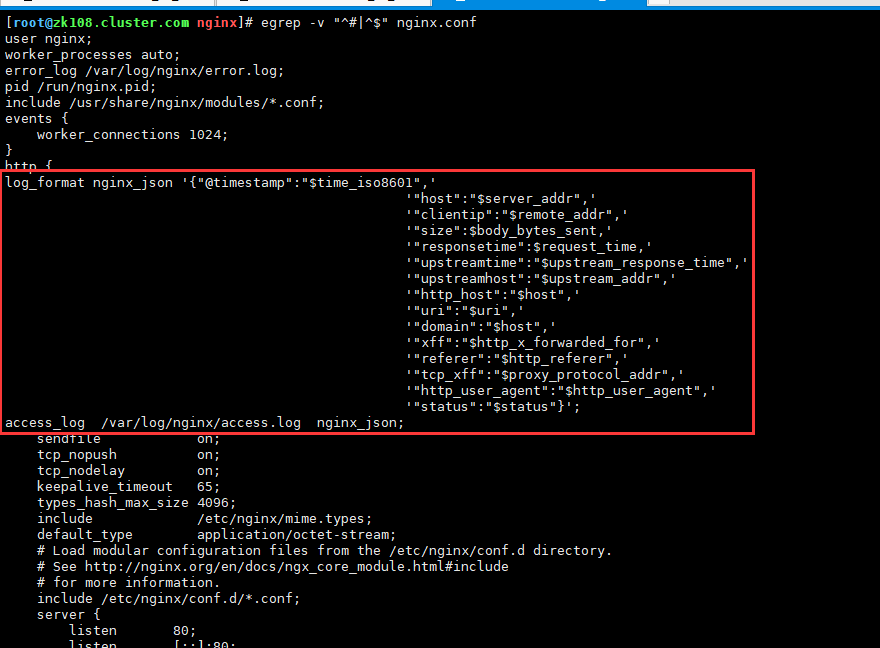 [root@zk108.cluster.com nginx]# egrep -v "^#|^$" nginx.conf
user nginx;
worker_processes auto;
error_log /var/log/nginx/error.log;
pid /run/nginx.pid;
include /usr/share/nginx/modules/*.conf;
events {
    worker_connections 1024;
}
http {
log_format nginx_json '{"@timestamp":"$time_iso8601",'
                                                  '"host":"$server_addr",'
                                                  '"clientip":"$remote_addr",'
                                                  '"size":$body_bytes_sent,'
                                                  '"responsetime":$request_time,'
                                                  '"upstreamtime":"$upstream_response_time",'
                                                  '"upstreamhost":"$upstream_addr",'
                                                  '"http_host":"$host",'
                                                  '"uri":"$uri",'
                                                  '"domain":"$host",'
                                                  '"xff":"$http_x_forwarded_for",'
                                                  '"referer":"$http_referer",'
                                                  '"tcp_xff":"$proxy_protocol_addr",'
                                                  '"http_user_agent":"$http_user_agent",'
                                                  '"status":"$status"}';
access_log  /var/log/nginx/access.log  nginx_json;
    sendfile            on;
    tcp_nopush          on;
    tcp_nodelay         on;
    keepalive_timeout   65;
    types_hash_max_size 4096;
    include             /etc/nginx/mime.types;
    default_type        application/octet-stream;
    # Load modular configuration files from the /etc/nginx/conf.d directory.
    # See http://nginx.org/en/docs/ngx_core_module.html#include
    # for more information.
    include /etc/nginx/conf.d/*.conf;
    server {
        listen       80;
        listen       [::]:80;